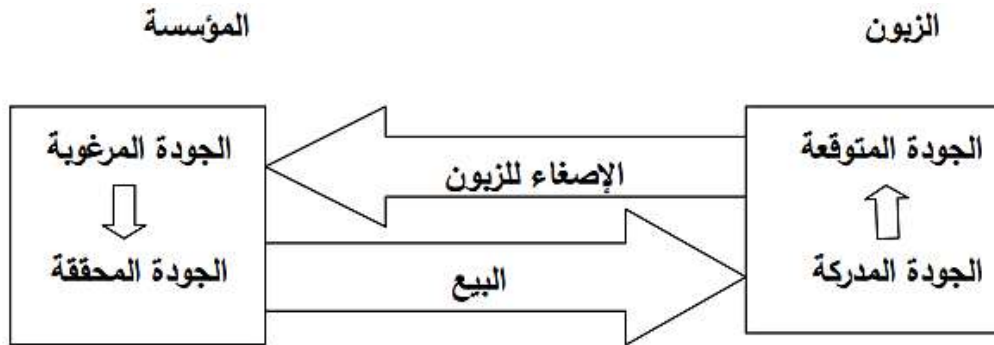 الزبون
المؤسسة
الجودة المتوقعة
الجودة المرغوبة
الإصغاء للزبون
الجودة المدركة
الجودة المحققة
البيع